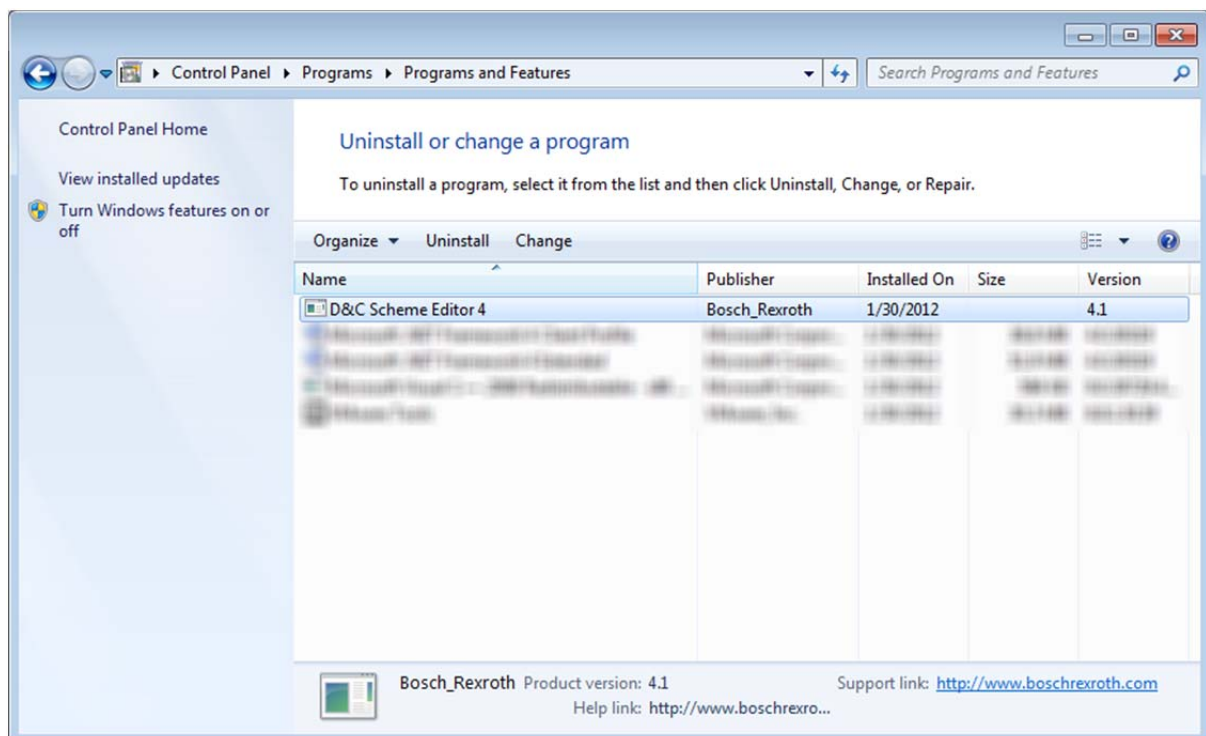 Control Panel Programs Programs and Features Search Programs and Features
Control Panel Home
View installed updates
Turn Windows features on or
off
Uninstall or change a program
To uninstall a program, select it from the list and then click Uninstall, Change, or Repair.
Organize Uninstall Change
Name Publisher Installed On Size Version
D&C Scheme Editor 4 Bosch_Rexroth 1/30/2012 4.1
Bosch_Rexroth Product version: 4.1 Support link: http://www.boschrexroth.com
Help link: http://www.boschrexro...